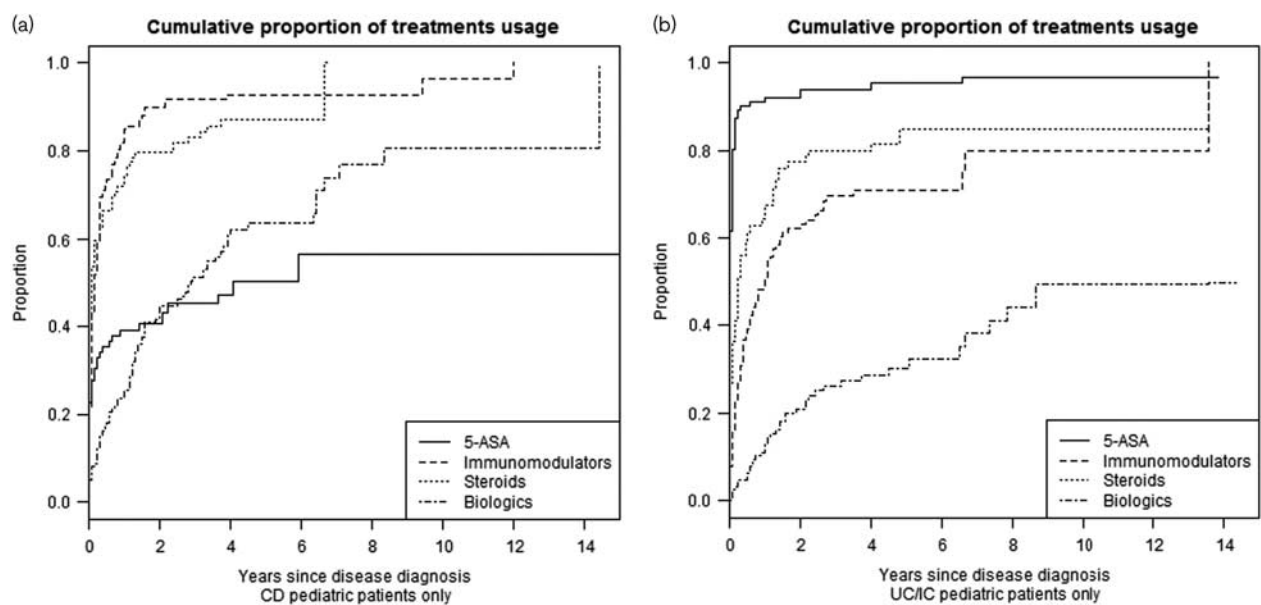 (a)
Cumulative proportion of treatments usage
1.0
0.8
0.6
0.4
0.2
0.0
Proportion
5-ASA
Immunomodulators
Steroids
Biologics
0 2 4 6 8 10 12 14
Years since disease diagnosis
CD pediatric patients only
(b)
Cumulative proportion of treatments usage
1.0
0.8
0.6
0.4
0.2
0.0
Proportion
5-ASA
Immunomodulators
Steroids
Biologics
0 2 4 6 8 10 12 14
Years since disease diagnosis
UC/IC pediatric patients only